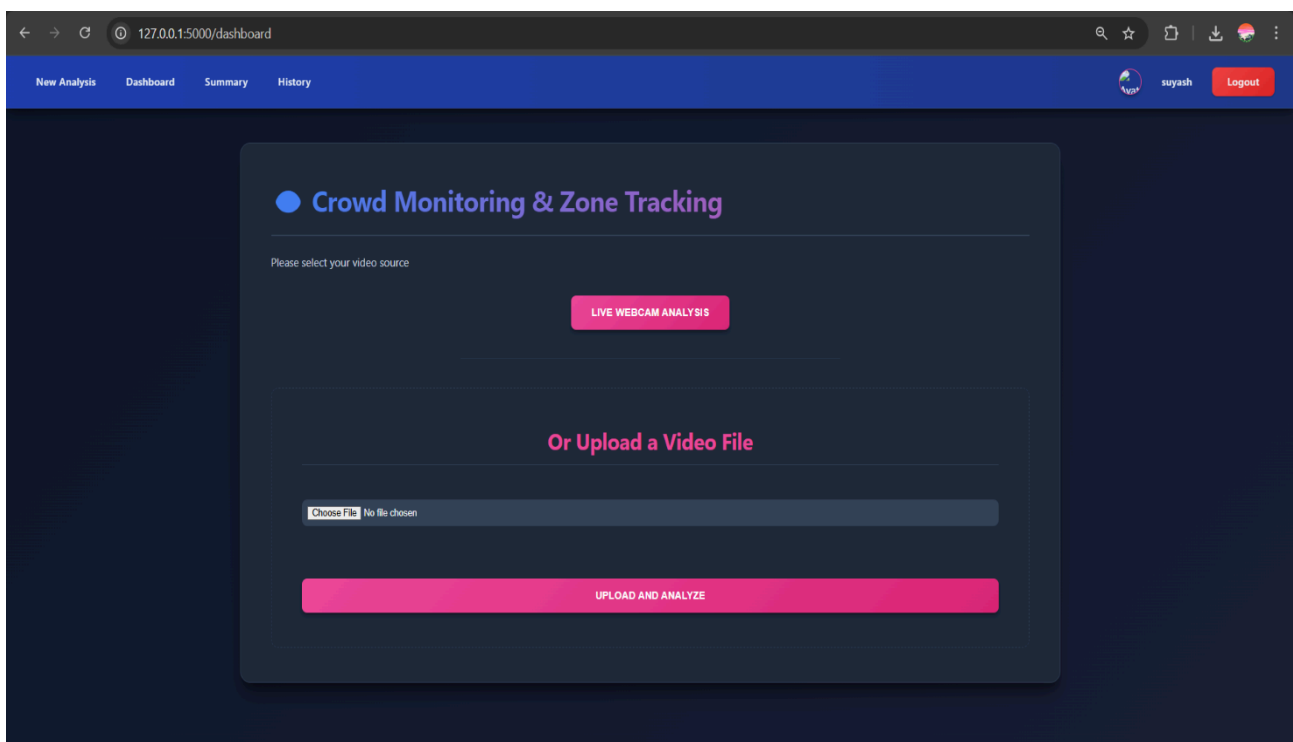 127.0.0.1:5000/dashboard
New Analysis Dashboard Summary History suyash Logout
Crowd Monitoring & Zone Tracking
Please select your video source
LIVE WEBCAM ANALYSIS
Or Upload a Video File
Choose File No file chosen
UPLOAD AND ANALYZE